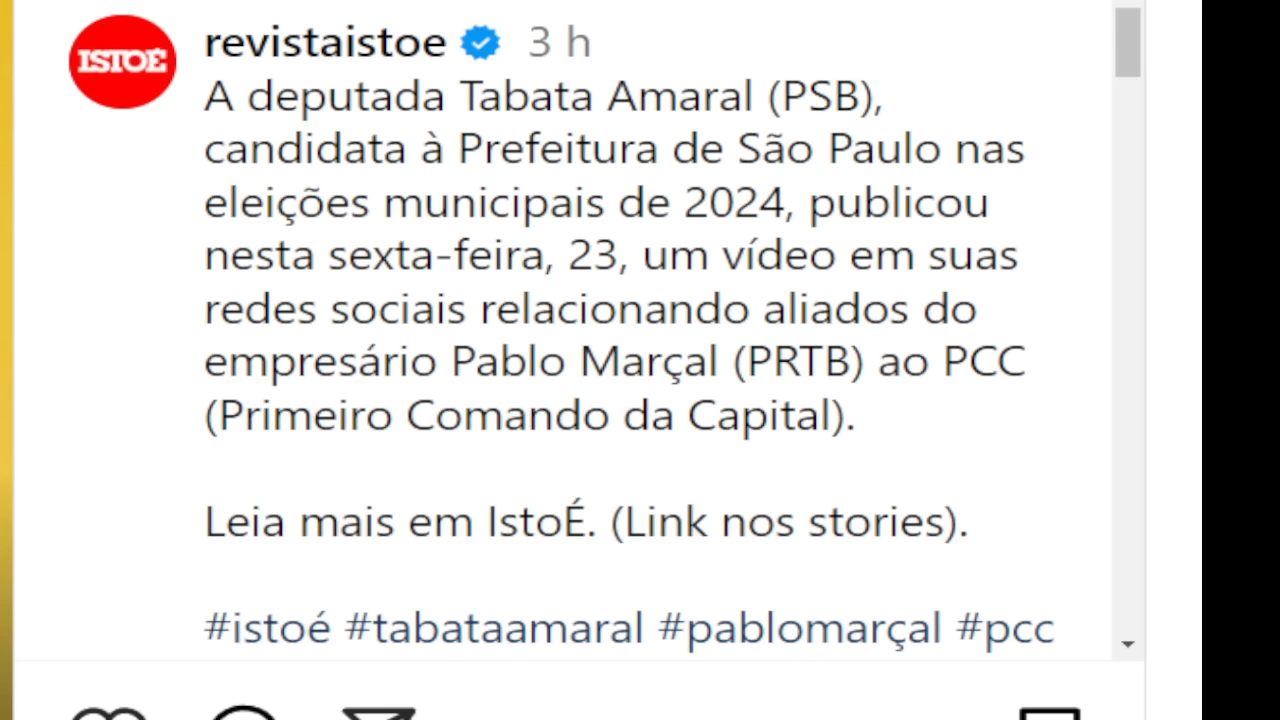 ISTOÉ
revistaistoe 3 h
A deputada Tabata Amaral (PSB),
candidata à Prefeitura de São Paulo nas
eleições municipais de 2024, publicou
nesta sexta-feira, 23, um vídeo em suas
redes sociais relacionando aliados do
empresário Pablo Marçal (PRTB) ao PCC
(Primeiro Comando da Capital).
Leia mais em IstoÉ. (Link nos stories).
#istoé #tabataamaral #pablomarçal #pcc